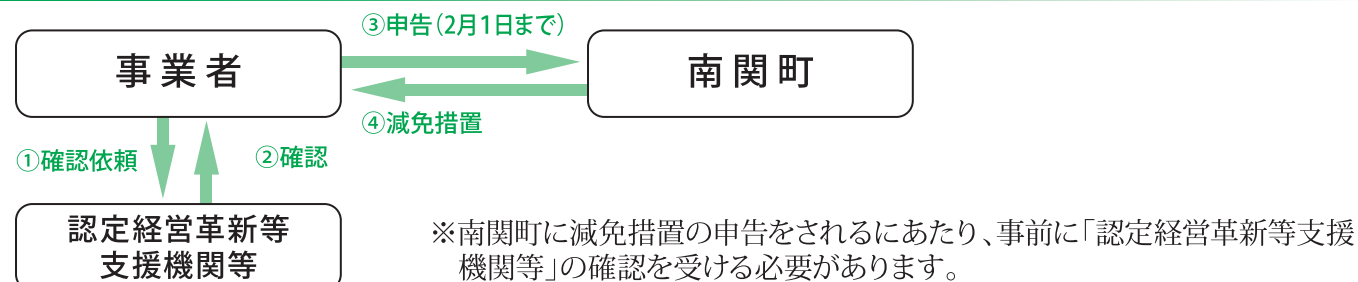 ③申告(2月1日まで)
事業者
南関町
④減免措置
①確認依頼
②確認
認定経営革新等
支援機関等
※南関町に減免措置の申告をされるにあたり、事前に「認定経営革新等支援
機関等」の確認を受ける必要があります。